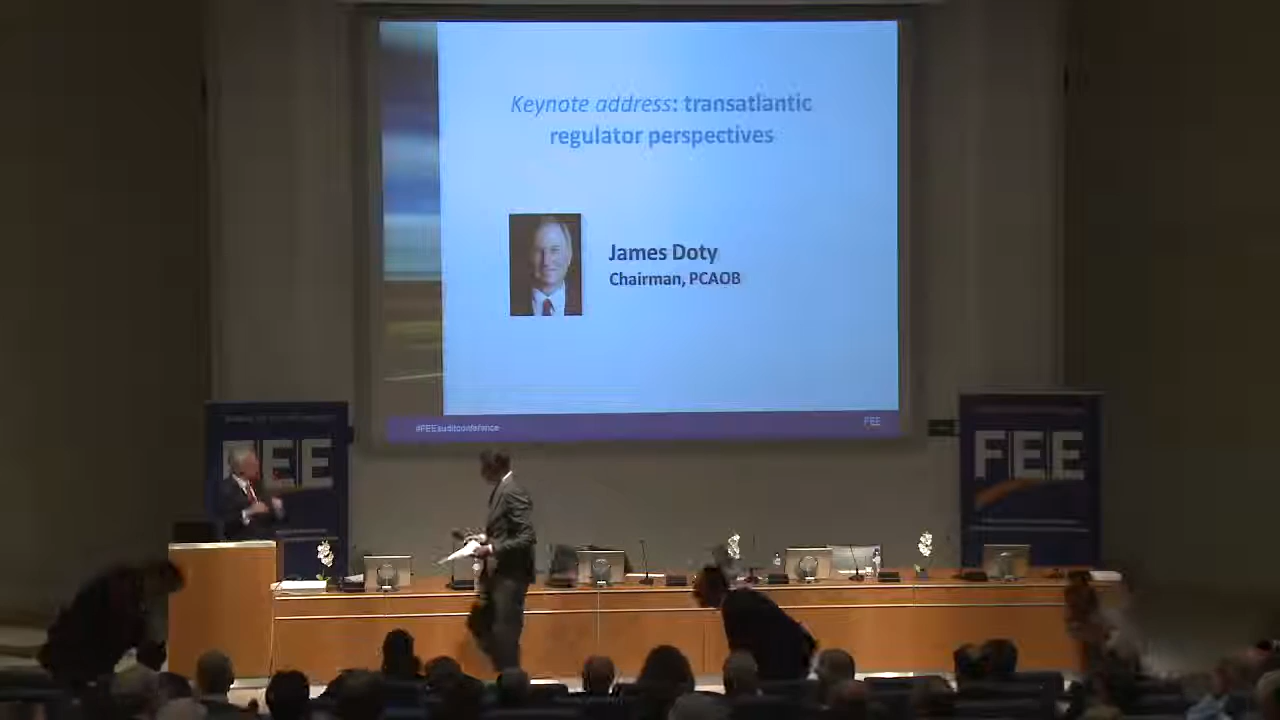 Keynote address: transatlantic
regulator perspectives
James Doty
Chairman, PCAOB
#FEEauditconference
FEE
FEE
FEE